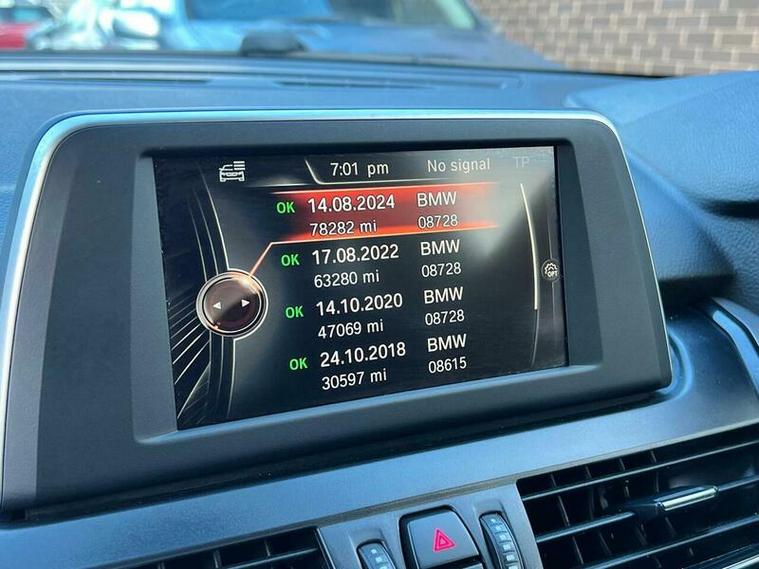 7:01 pm No signal TP
OK 14.08.2024 BMW
78282 mi 08728
OK 17.08.2022 BMW
63280 mi 08728
OK 14.10.2020 BMW
47069 mi 08728
OK 24.10.2018 BMW
30597 mi 08615
OPT